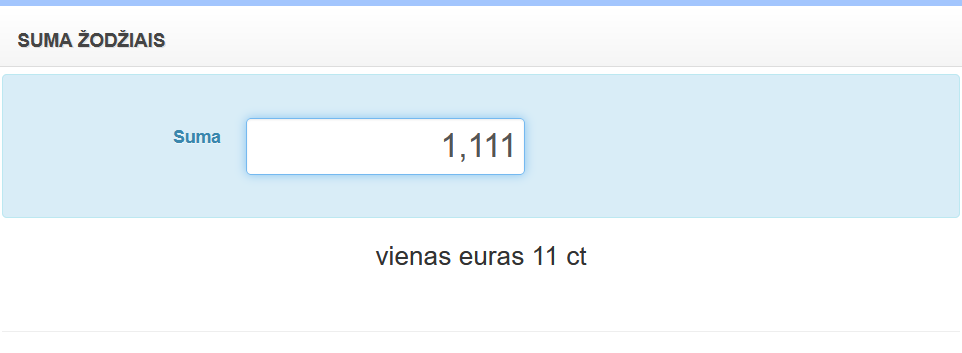 SUMA ŽODŽIAIS
Suma
1,111
vienas euras 11 ct